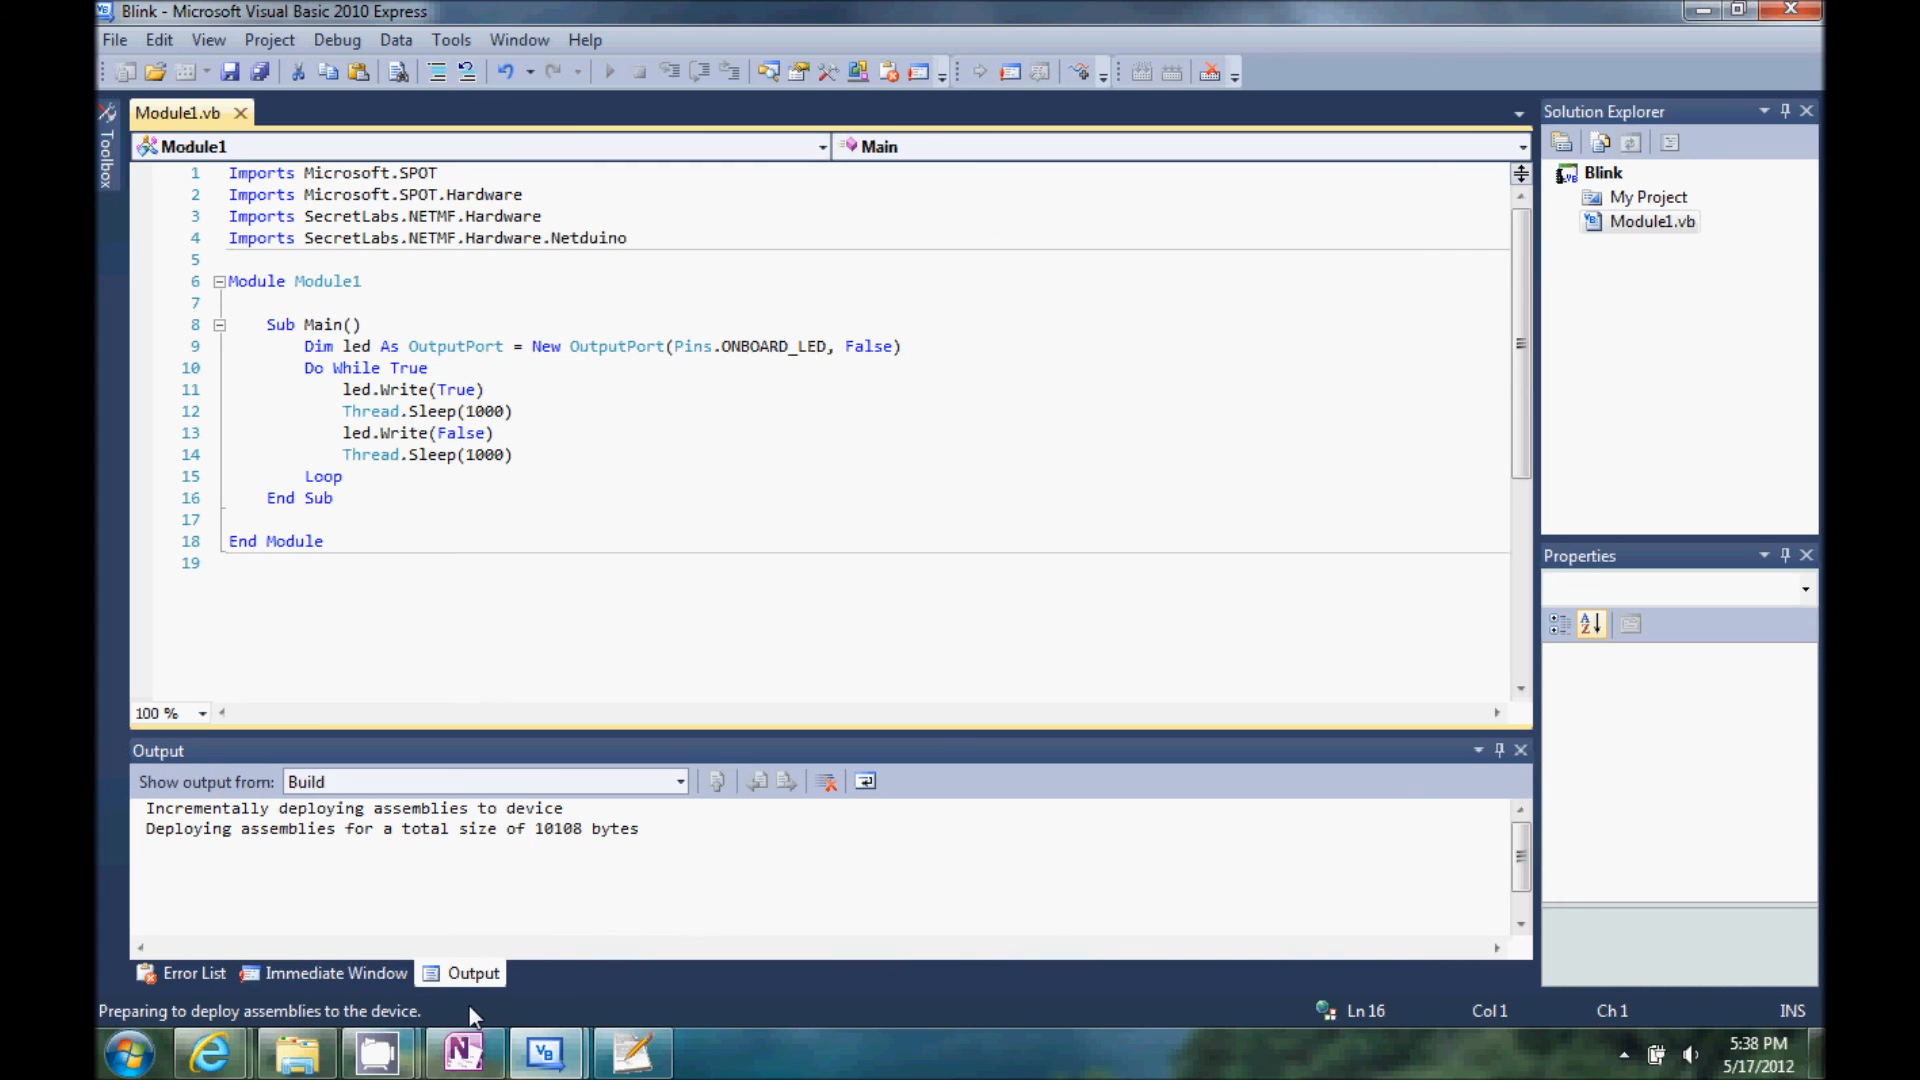 Blink - Microsoft Visual Basic 2010 Express
File Edit View Project Debug Data Tools Window Help
Toolbox
Module1.vb
Module1
Main
1 Imports Microsoft.SPOT
2 Imports Microsoft.SPOT.Hardware
3 Imports SecretLabs.NETMF.Hardware
4 Imports SecretLabs.NETMF.Hardware.Netduino
5
6 Module Module1
7
8 Sub Main()
9 Dim led As OutputPort = New OutputPort(Pins.ONBOARD_LED, False)
10 Do While True
11 led.Write(True)
12 Thread.Sleep(1000)
13 led.Write(False)
14 Thread.Sleep(1000)
15 Loop
16 End Sub
17
18 End Module
19
100 %
Solution Explorer
Blink
My Project
Module1.vb
Properties
Output
Show output from: Build
Incrementally deploying assemblies to device
Deploying assemblies for a total size of 10108 bytes
Error List Immediate Window Output
Preparing to deploy assemblies to the device.
Ln 16 Col 1 Ch 1 INS
5:38 PM
5/17/2012